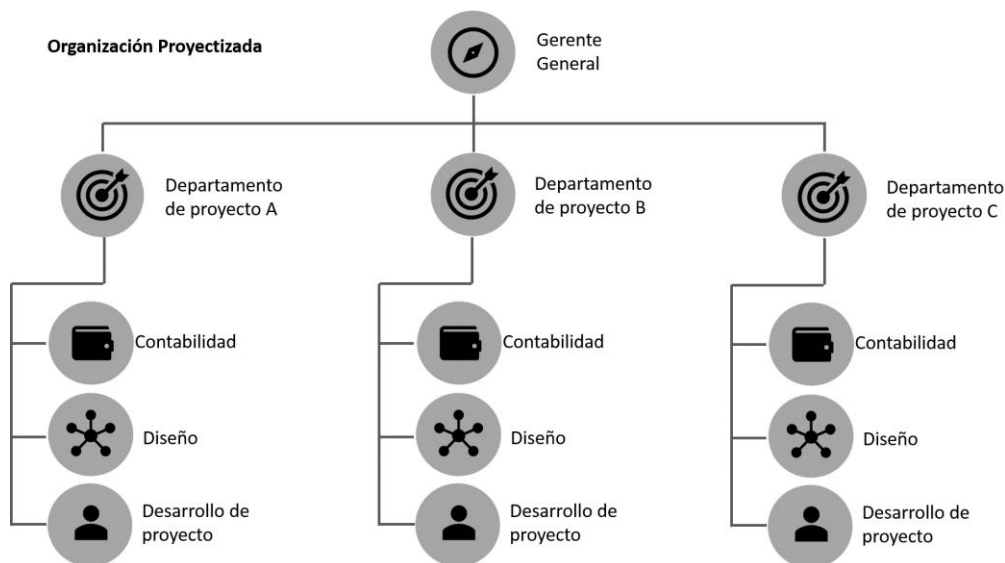 Organización Proyectizada
Gerente
General
Departamento
de proyecto A
Departamento
de proyecto B
Departamento
de proyecto C
Contabilidad
Contabilidad
Contabilidad
Diseño
Diseño
Diseño
Desarrollo de
proyecto
Desarrollo de
proyecto
Desarrollo de
proyecto